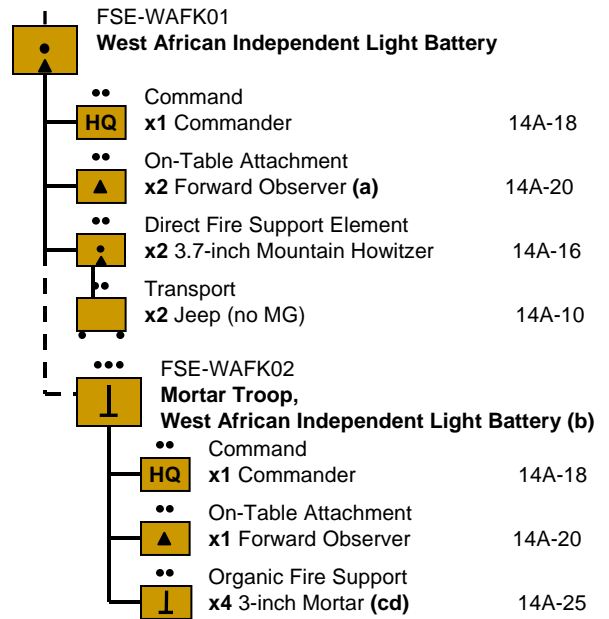 FSE-WAFK01
West African Independent Light Battery
Command
HQ x1 Commander 14A-18
On-Table Attachment
x2 Forward Observer (a) 14A-20
Direct Fire Support Element
x2 3.7-inch Mountain Howitzer 14A-16
Transport
x2 Jeep (no MG) 14A-10
FSE-WAFK02
Mortar Troop,
West African Independent Light Battery (b)
Command
HQ x1 Commander 14A-18
On-Table Attachment
x1 Forward Observer 14A-20
Organic Fire Support
x4 3-inch Mortar (cd) 14A-25